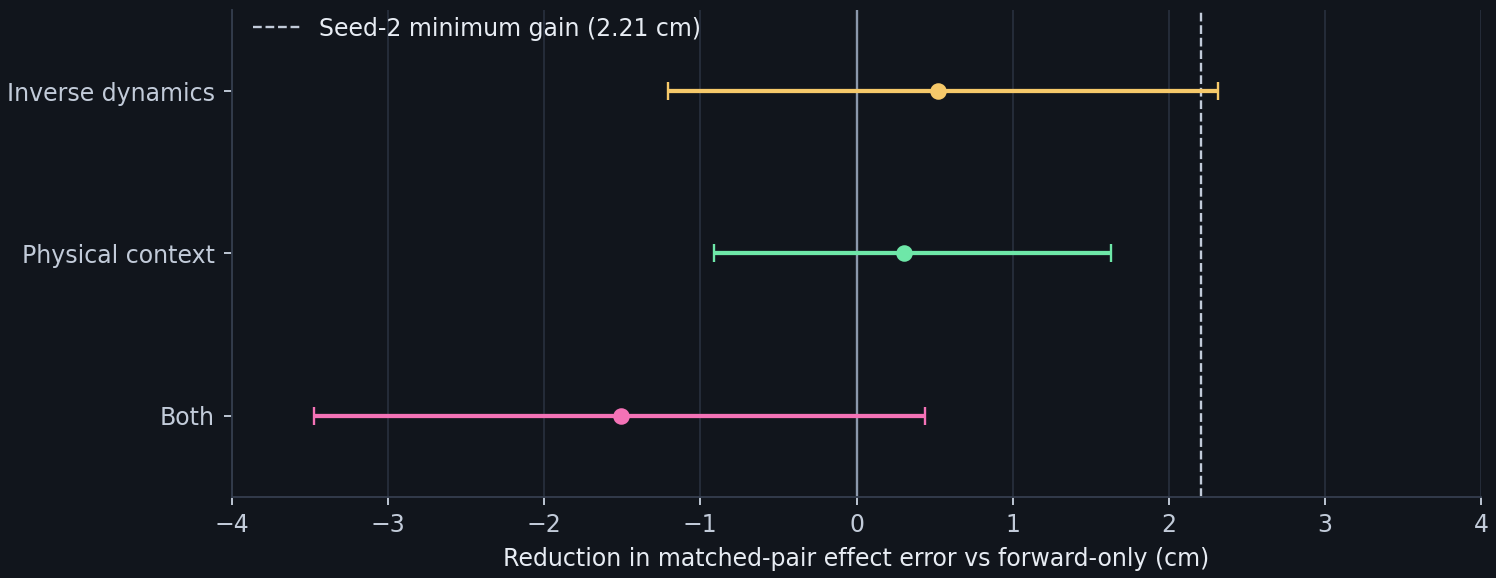 Seed-2 minimum gain (2.21 cm)
Inverse dynamics
Physical context
Both
−4 −3 −2 −1 0 1 2 3 4
Reduction in matched-pair effect error vs forward-only (cm)